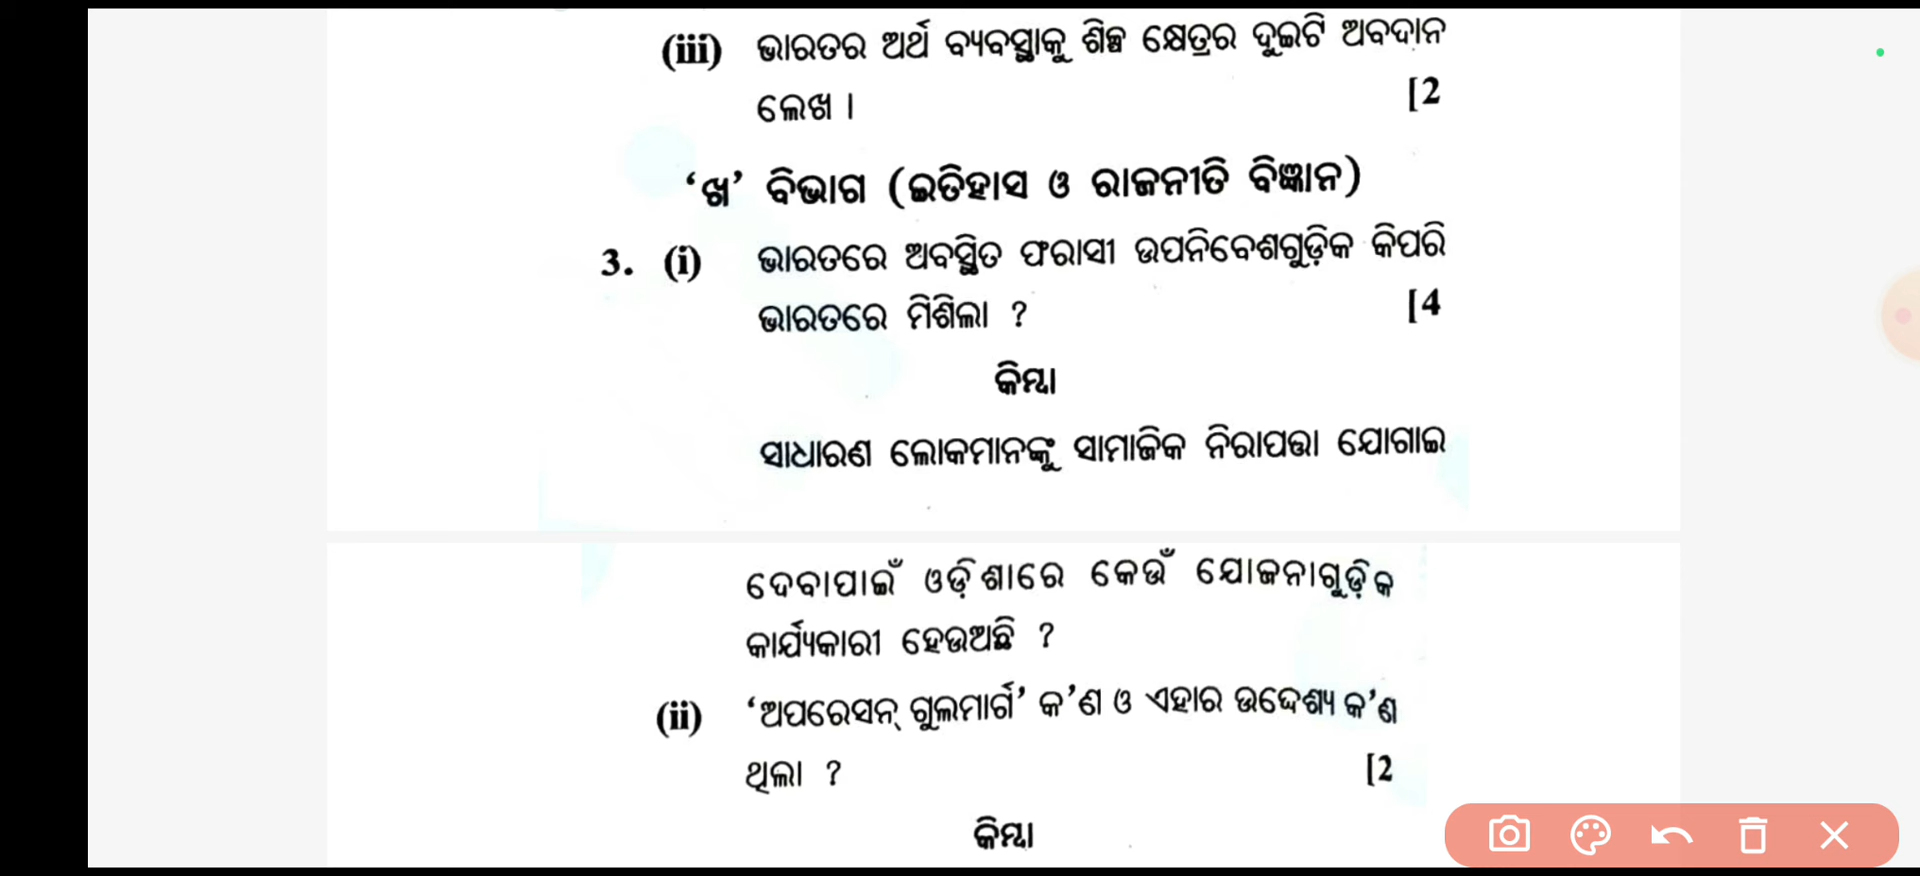 (iii) ଭାରତର ଅର୍ଥ ବ୍ୟବସ୍ଥାକୁ ଶିଳ୍ପ କ୍ଷେତ୍ରର ଦୁଇଟି ଅବଦାନ
ଲେଖ । [2
‘ଖ’ ବିଭାଗ (ଇତିହାସ ଓ ରାଜନୀତି ବିଜ୍ଞାନ)
3. (i) ଭାରତରେ ଅବସ୍ଥିତ ଫରାସୀ ଉପନିବେଶଗୁଡ଼ିକ କିପରି
ଭାରତରେ ମିଶିଲା ? [4
କିମ୍ବା
ସାଧାରଣ ଲୋକମାନଙ୍କୁ ସାମାଜିକ ନିରାପତ୍ତା ଯୋଗାଇ
ଦେବାପାଇଁ ଓଡ଼ିଶାରେ କେଉଁ ଯୋଜନାଗୁଡ଼ିକ
କାର୍ଯ୍ୟକାରୀ ହେଉଅଛି ?
(ii) ‘ଅପରେସନ୍ ଗୁଲମାର୍ଗ’ କ’ଣ ଓ ଏହାର ଉଦ୍ଦେଶ୍ୟ କ’ଣ
ଥିଲା ? [2
କିମ୍ବା